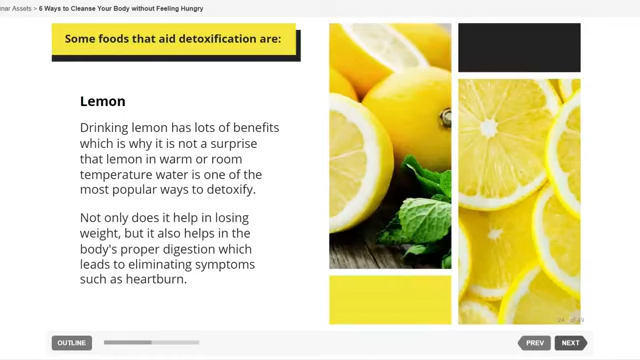 nar Assets > 6 Ways to Cleanse Your Body without Feeling Hungry
Some foods that aid detoxification are:
Lemon
Drinking lemon has lots of benefits
which is why it is not a surprise
that lemon in warm or room
temperature water is one of the
most popular ways to detoxify.
Not only does it help in losing
weight, but it also helps in the
body's proper digestion which
leads to eliminating symptoms
such as heartburn.
OUTLINE
PREV
NEXT